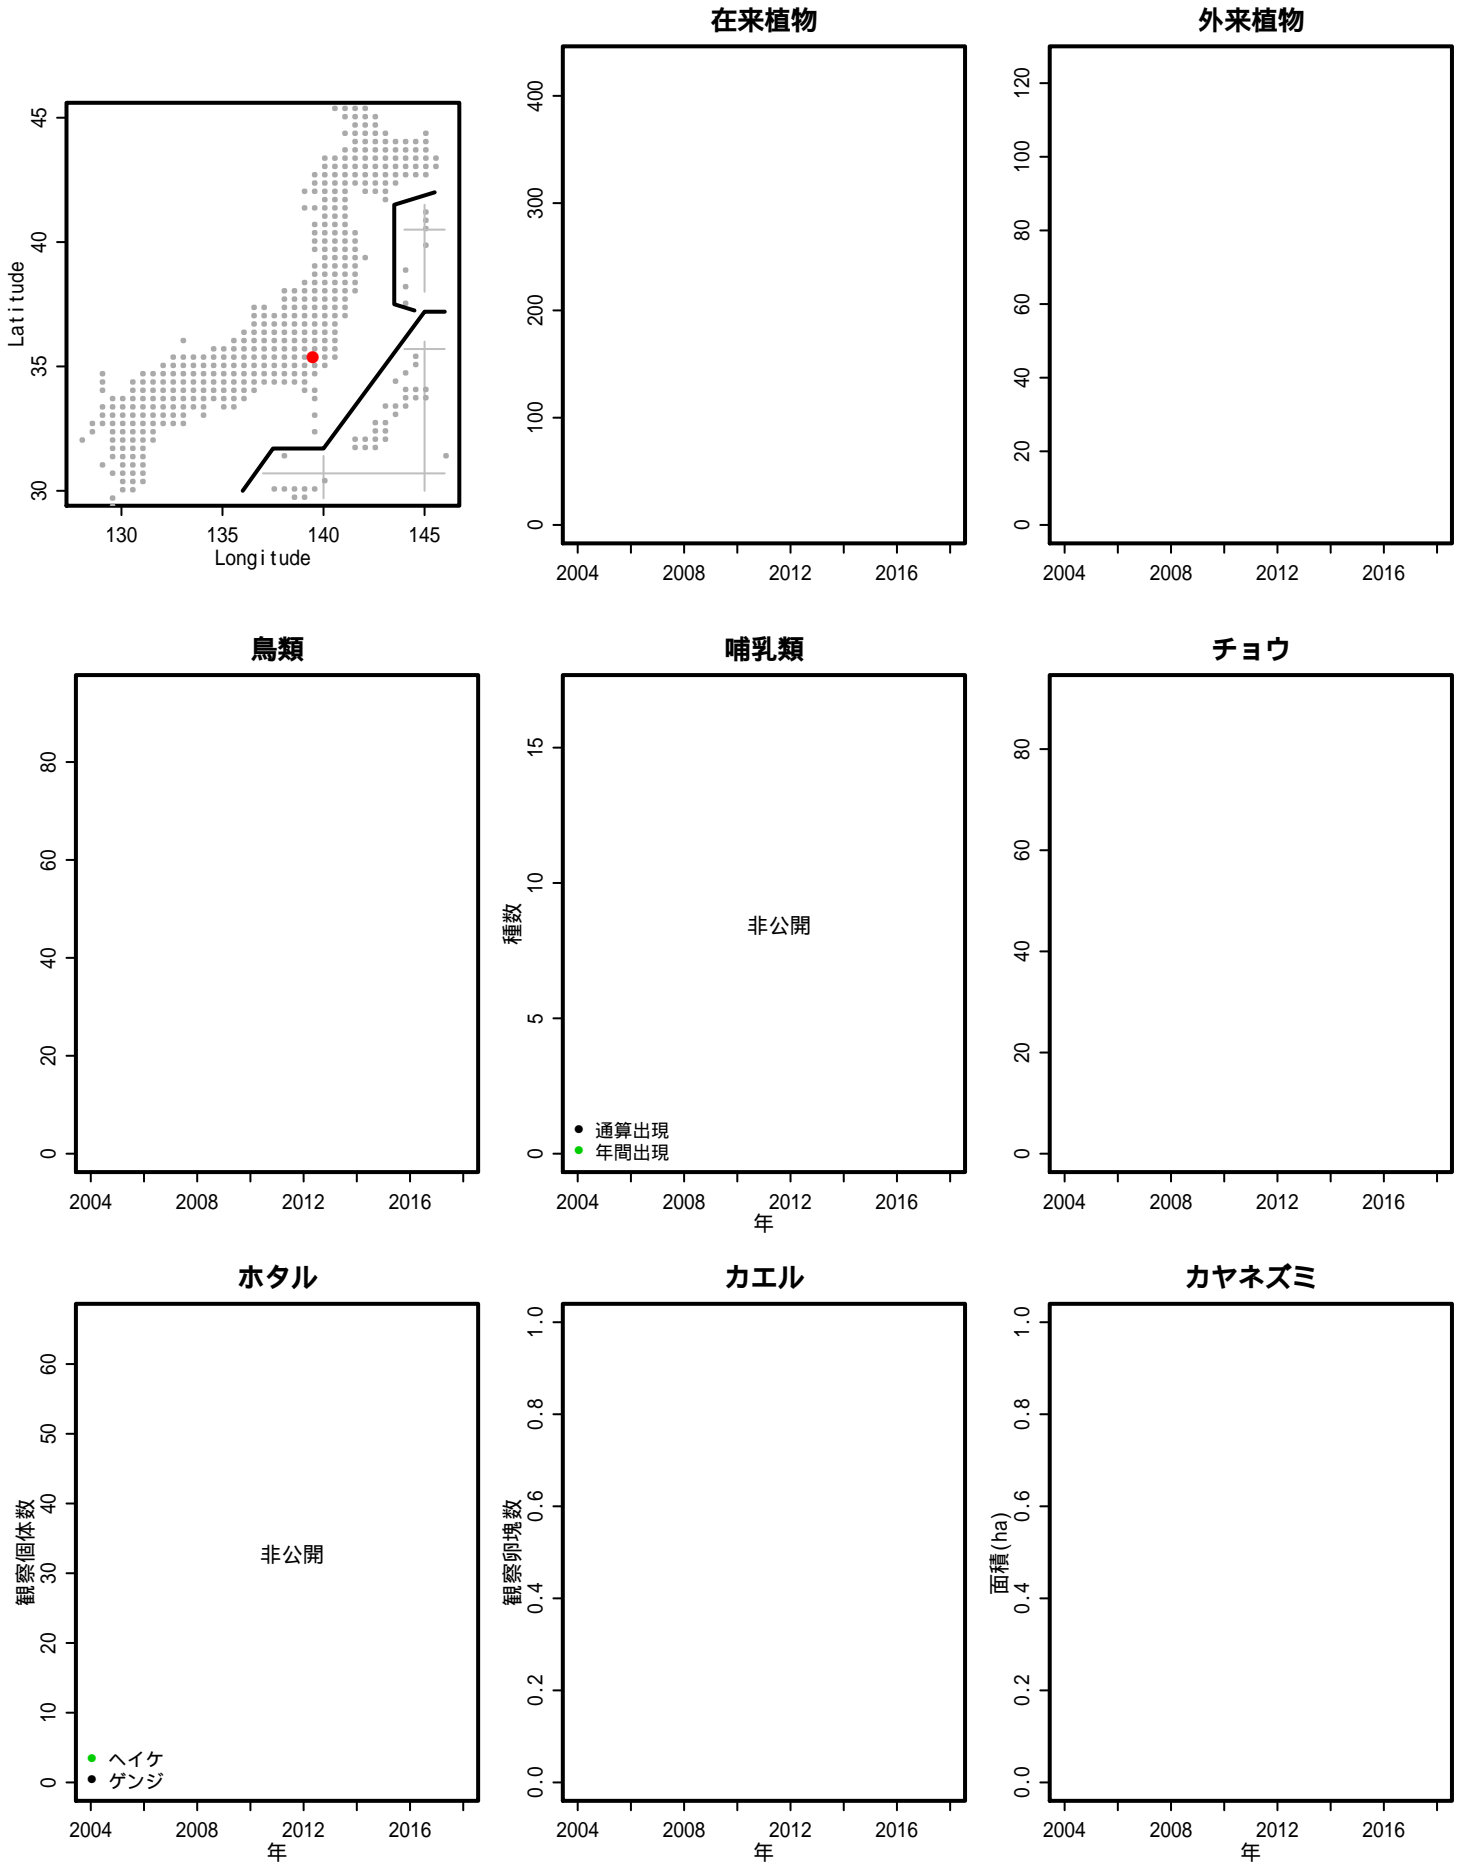 在来植物
外来植物
45
40
35
30
Latitude
130 135 140 145
Longitude
400
300
200
100
0
2004 2008 2012 2016
120
100
80
60
40
20
0
2004 2008 2012 2016
鳥類
哺乳類
チョウ
80
60
40
20
0
2004 2008 2012 2016
種数
15
10
5
0
非公開
通算出現
年間出現
2004 2008 2012 2016
年
80
60
40
20
0
2004 2008 2012 2016
ホタル
カエル
カヤネズミ
観察個体数
60
50
40
30
20
10
0
非公開
ヘイケ
ゲンジ
2004 2008 2012 2016
年
観察卵塊数
1.0
0.8
0.6
0.4
0.2
0.0
2004 2008 2012 2016
年
面積(ha)
1.0
0.8
0.6
0.4
0.2
0.0
2004 2008 2012 2016
年